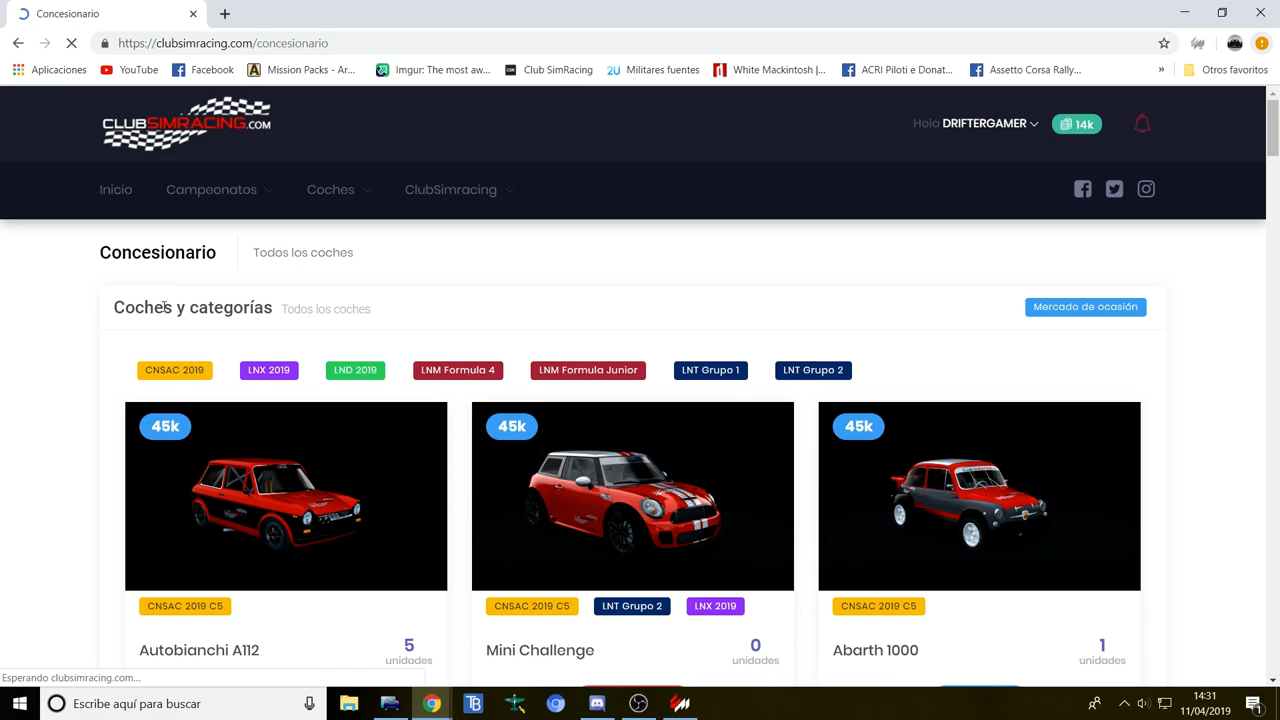 Concesionario
https://clubsimracing.com/concesionario
Aplicaciones YouTube Facebook Mission Packs - Ar... Imgur: The most aw... Club SimRacing Militares fuentes White Mackintosh |... ACRI Piloti e Donat... Assetto Corsa Rally... » Otros favoritos
CLUBSIMRACING.COM
Hola DRIFTERGAMER 14k
Inicio Campeonatos Coches ClubSimracing
Concesionario Todos los coches
Coches y categorías Todos los coches Mercado de ocasión
CNSAC 2019 LNX 2019 LND 2019 LNM Formula 4 LNM Formula Junior LNT Grupo 1 LNT Grupo 2
45k 45k 45k
CNSAC 2019 C5 CNSAC 2019 C5 LNT Grupo 2 LNX 2019 CNSAC 2019 C5
Autobianchi A112 5 unidades Mini Challenge 0 unidades Abarth 1000 1 unidades
Esperando clubsimracing.com...
Escribe aquí para buscar
14:31
11/04/2019